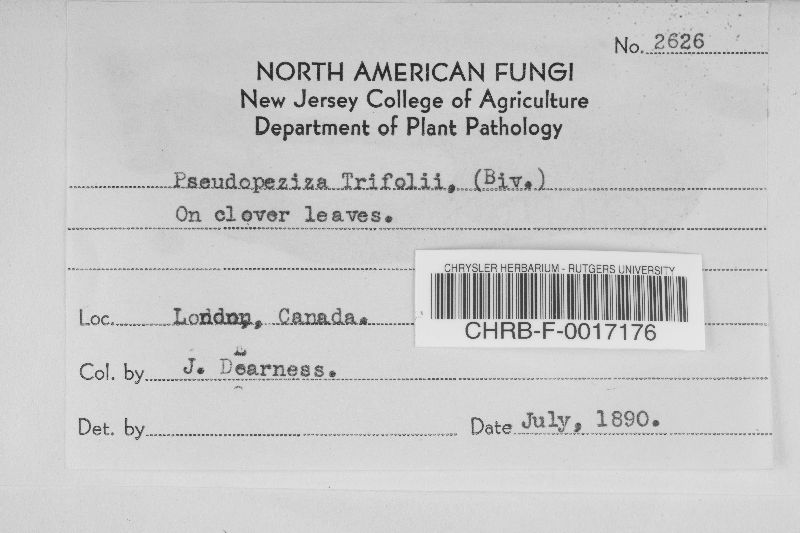 No. 2626
NORTH AMERICAN FUNGI
New Jersey College of Agriculture
Department of Plant Pathology
Pseudopeziza Trifolii, (Biv.)
On clover leaves.
CHRYSLER HERBARIUM - RUTGERS UNIVERSITY
CHRB-F-0017176
Loc. London, Canada.
Col. by J. Dearness.
Det. by
Date July, 1890.